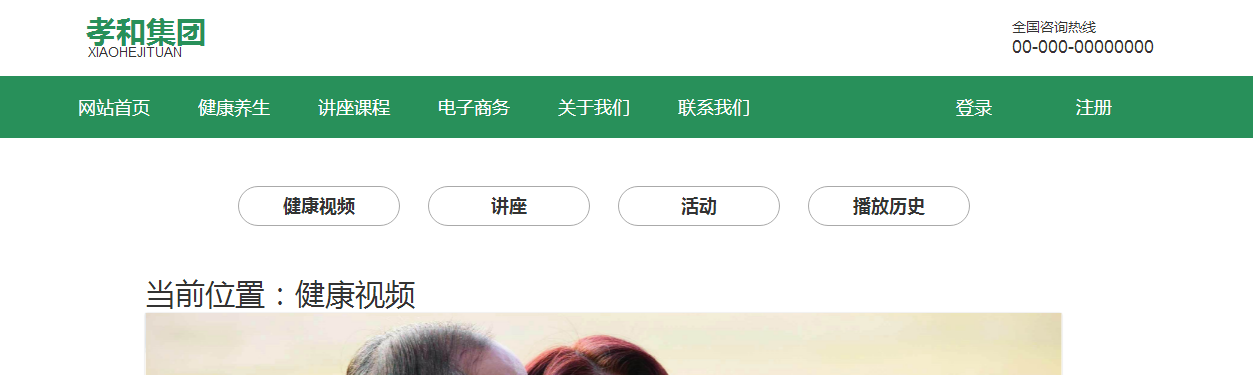 孝和集团
XIAOHEJITUAN
全国咨询热线
00-000-00000000
网站首页 健康养生 讲座课程 电子商务 关于我们 联系我们 登录 注册
健康视频 讲座 活动 播放历史
当前位置：健康视频